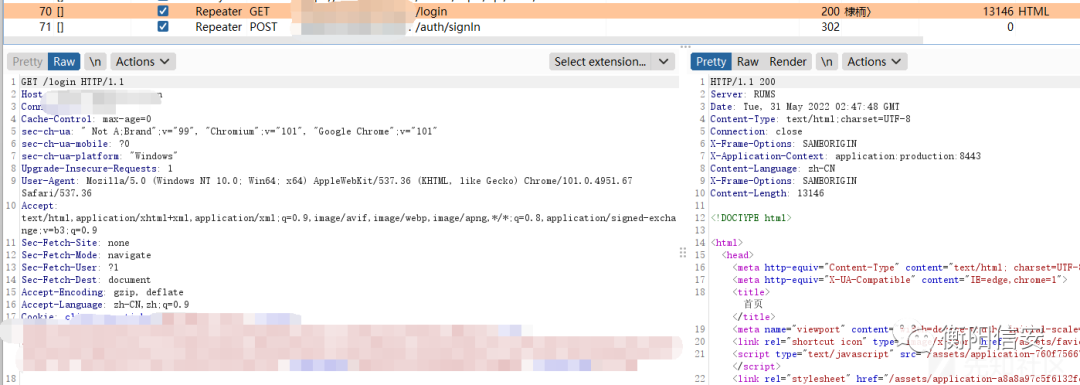 70 [] Repeater GET /login 200 棣栭〉 13146 HTML
71 [] Repeater POST . /auth/signIn 302 0
Pretty Raw \n Actions Select extension...
1 GET /login HTTP/1.1
2 Host
3 Conn
4 Cache-Control: max-age=0
5 sec-ch-ua: " Not A;Brand";v="99", "Chromium";v="101", "Google Chrome";v="101"
6 sec-ch-ua-mobile: ?0
7 sec-ch-ua-platform: "Windows"
8 Upgrade-Insecure-Requests: 1
9 User-Agent: Mozilla/5.0 (Windows NT 10.0; Win64; x64) AppleWebKit/537.36 (KHTML, like Gecko) Chrome/101.0.4951.67
Safari/537.36
10 Accept:
text/html,application/xhtml+xml,application/xml;q=0.9,image/avif,image/webp,image/apng,*/*;q=0.8,application/signed-excha
nge;v=b3;q=0.9
11 Sec-Fetch-Site: none
12 Sec-Fetch-Mode: navigate
13 Sec-Fetch-User: ?1
14 Sec-Fetch-Dest: document
15 Accept-Encoding: gzip, deflate
16 Accept-Language: zh-CN,zh;q=0.9
17 Cookie:
18
Pretty Raw Render \n Actions
1 HTTP/1.1 200
2 Server: RUMS
3 Date: Tue, 31 May 2022 02:47:48 GMT
4 Content-Type: text/html;charset=UTF-8
5 Connection: close
6 X-Frame-Options: SAMEORIGIN
7 X-Application-Context: application:production:8443
8 Content-Language: zh-CN
9 X-Frame-Options: SAMEORIGIN
10 Content-Length: 13146
11
12 <!DOCTYPE html>
13
14 <html>
15 <head>
16 <meta http-equiv="Content-Type" content="text/html; charset=UTF-8
17 <meta http-equiv="X-UA-Compatible" content="IE=edge,chrome=1">
18 <title>
首页
</title>
19 <meta name="viewport" content=
20 <link rel="shortcut icon"
21 <script type="text/javascript" src="/assets/application-760f7566
</script>
22 <link rel="stylesheet" href="/assets/application-a8a8a97c5f6132f
衡阳信安